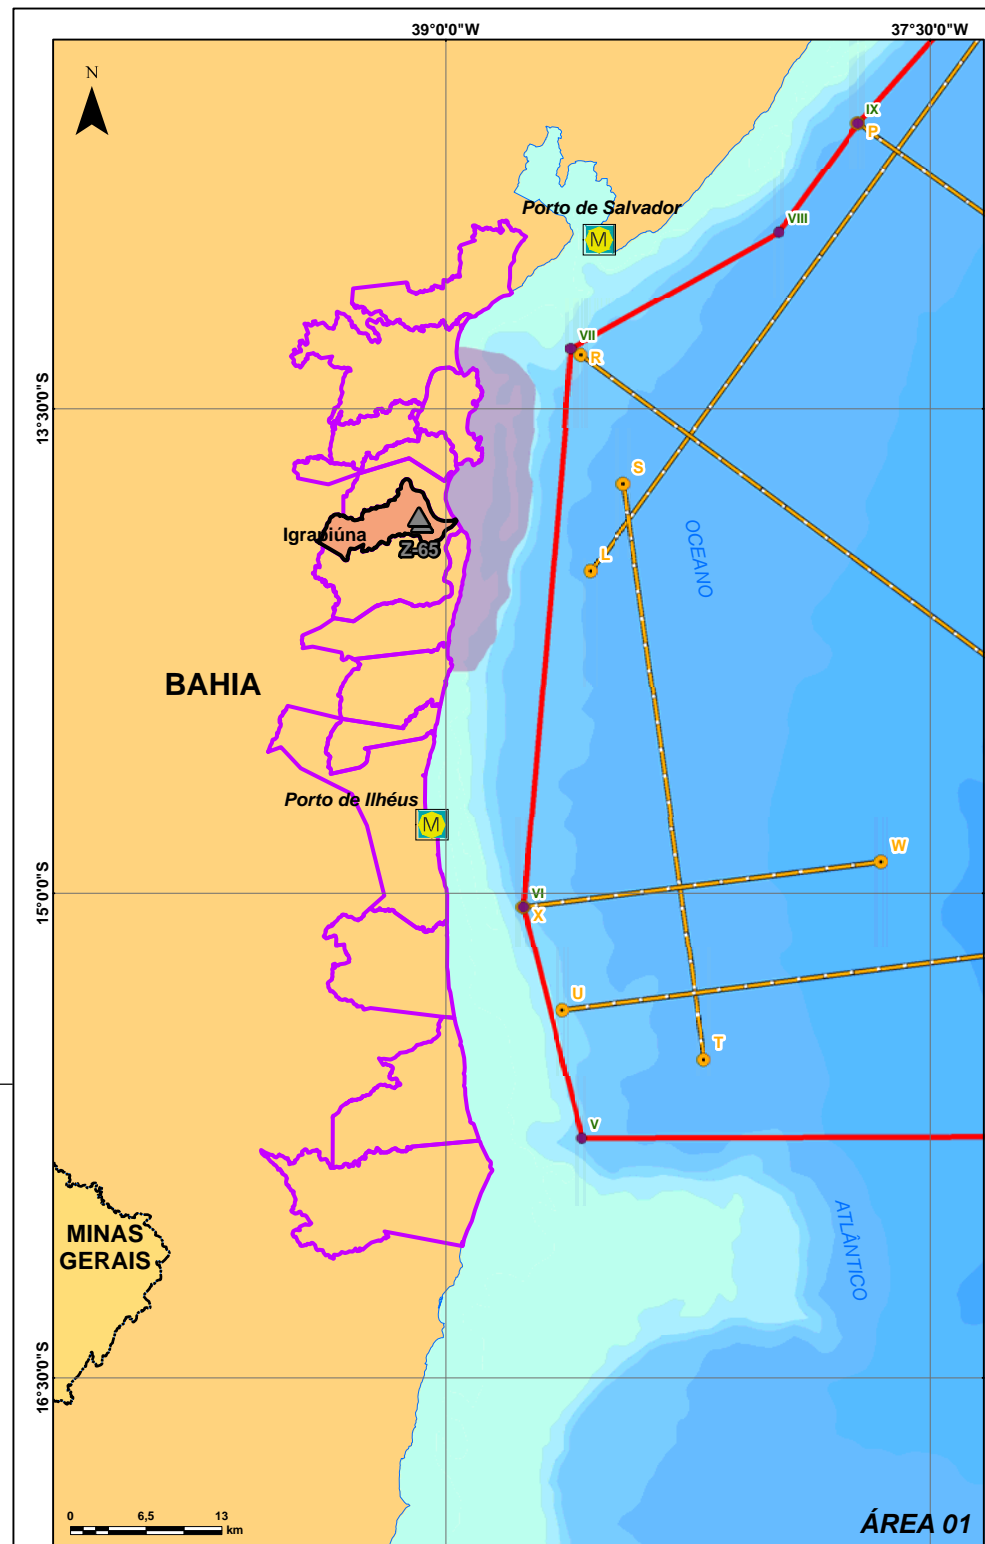 39°0'0"W
37°30'0"W
N
IX
P
Porto de Salvador
M
VIII
VII
R
13°30'0"S
S
Igrapiúna
Z-65
L
OCEANO
BAHIA
Porto de Ilhéus
M
W
15°0'0"S
VI
X
U
T
V
ATLÂNTICO
MINAS
GERAIS
16°30'0"S
0
6,5
13
km
ÁREA 01